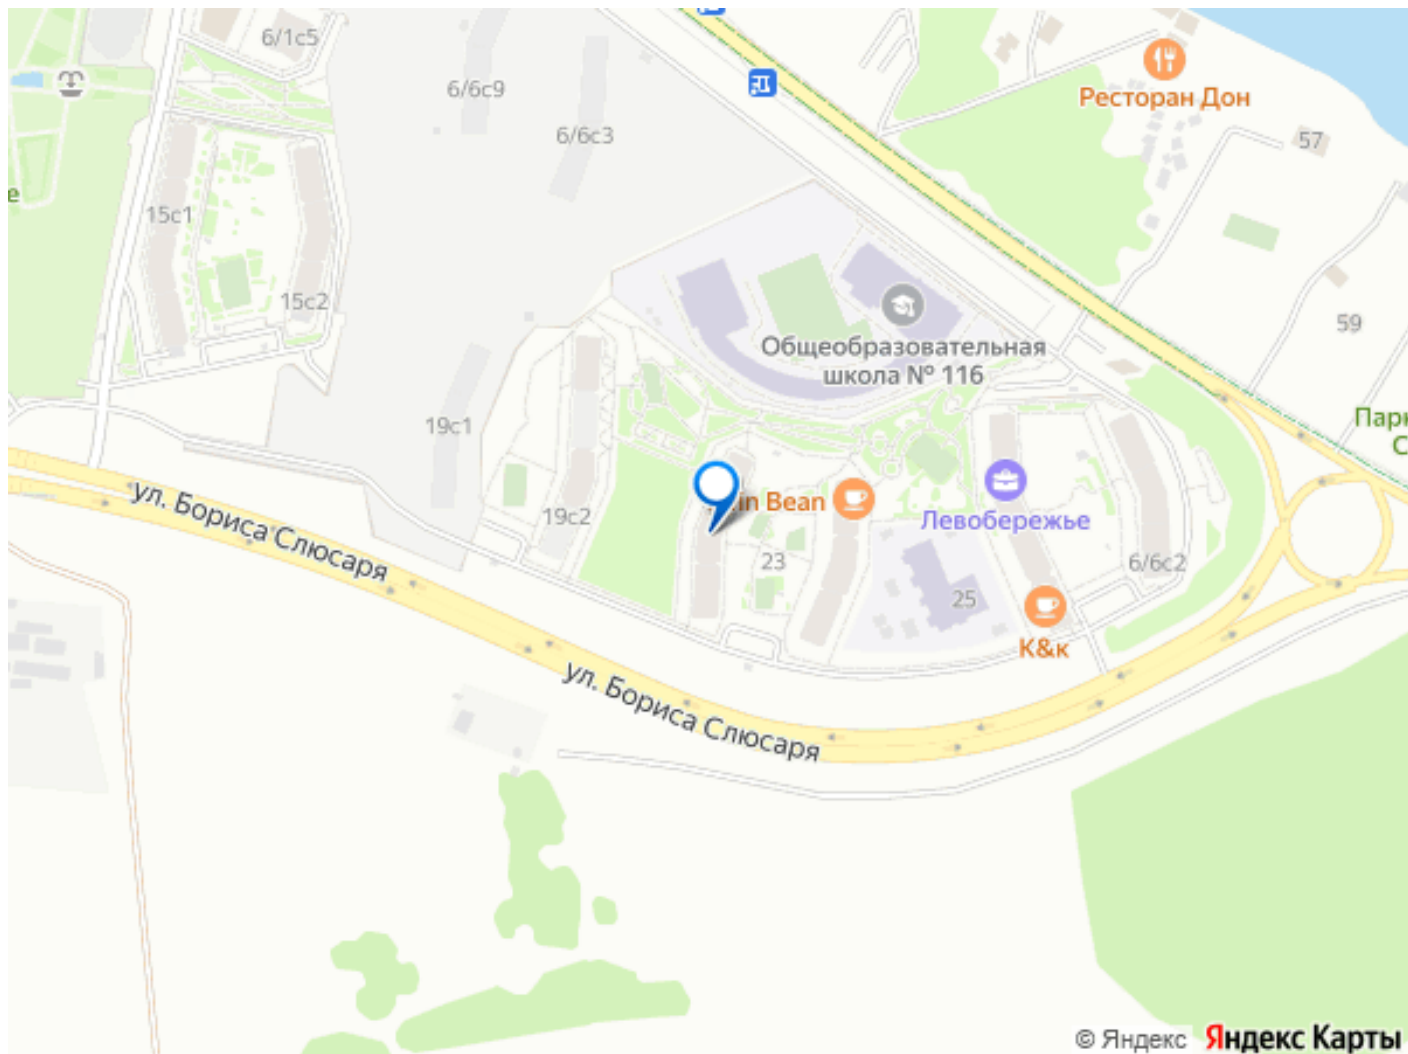 6/1с5
6/6с9
6/6с3
Ресторан Дон
57
15с1
15с2
59
Общеобразовательная
школа № 116
19с1
19с2
in Bean
Левобережье
23
25
6/6с2
К&к
ул. Бориса Слюсаря
ул. Бориса Слюсаря
© Яндекс Яндекс Карты